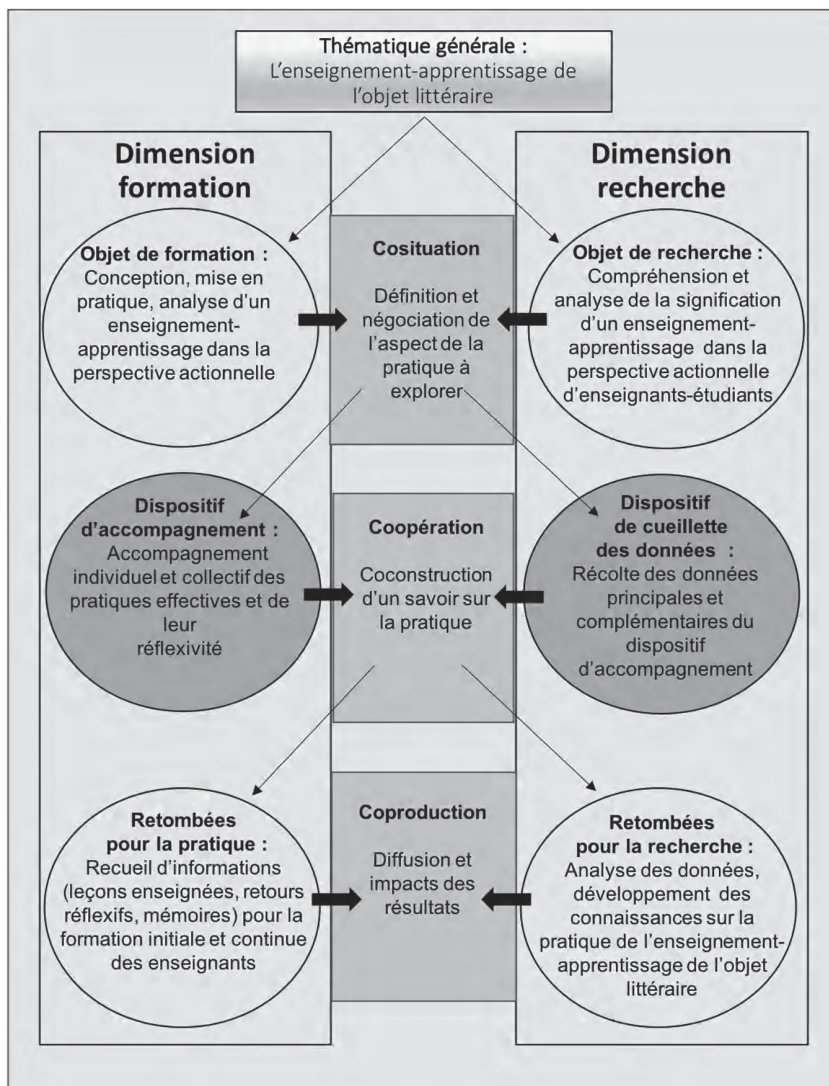 Thématique générale :
L'enseignement-apprentissage de
l'objet littéraire
Dimension
formation
Dimension
recherche
Objet de formation :
Conception, mise en
pratique, analyse d'un
enseignement-
apprentissage dans la
perspective actionnelle
Cosituation
Définition et
négociation de
l'aspect de la
pratique à
explorer
Objet de recherche :
Compréhension et
analyse de la signification
d'un enseignement-
apprentissage dans la
perspective actionnelle
d'enseignants-étudiants
Dispositif
d'accompagnement :
Accompagnement
individuel et collectif des
pratiques effectives et de
leur
réflexivité
Coopération
Coconstruction
d'un savoir sur
la pratique
Dispositif
de cueillette
des données :
Récolte des données
principales et
complémentaires du
dispositif
d'accompagnement
Retombées
pour la pratique :
Recueil d'informations
(leçons enseignées, retours
réflexifs, mémoires) pour la
formation initiale et continue
des enseignants
Coproduction
Diffusion et
impacts des
résultats
Retombées
pour la recherche :
Analyse des données,
développement des
connaissances sur la
pratique de l'enseignement-
apprentissage de l'objet
littéraire